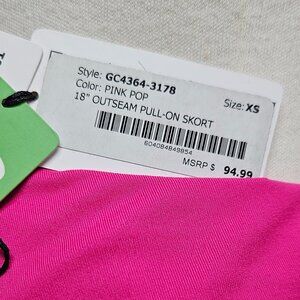 Style: GC4364-3178
Color: PINK POP Size: XS
18" OUTSEAM PULL-ON SKORT
604084849854
MSRP $ 94.99